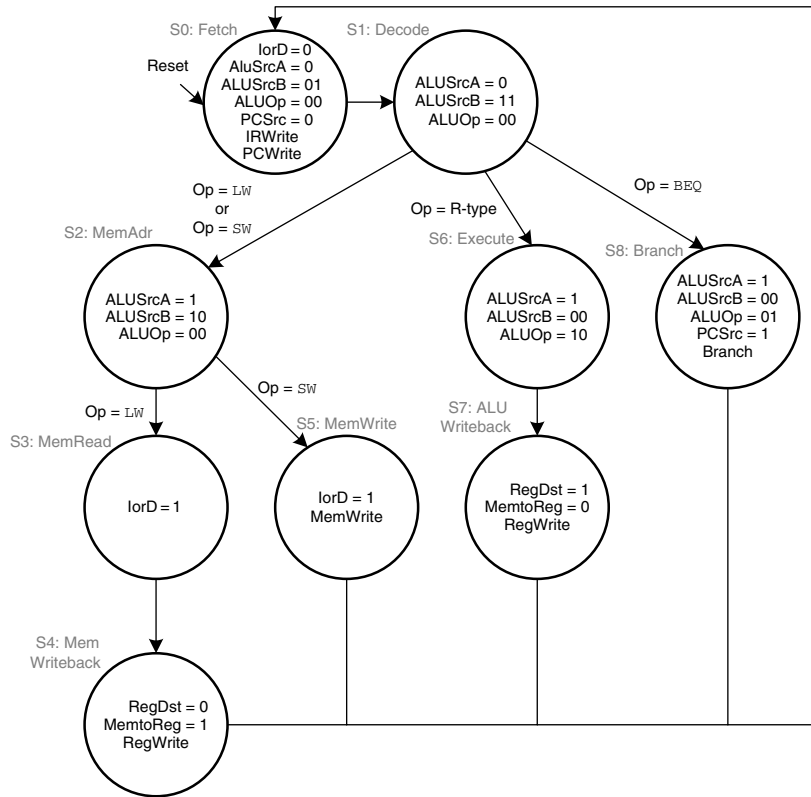 S0: Fetch
S1: Decode
Reset
IorD = 0
AluSrcA = 0
ALUSrcB = 01
ALUOp = 00
PCSrc = 0
IRWrite
PCWrite
ALUSrcA = 0
ALUSrcB = 11
ALUOp = 00
Op = LW
or
Op = SW
Op = R-type
Op = BEQ
S2: MemAdr
S6: Execute
S8: Branch
ALUSrcA = 1
ALUSrcB = 10
ALUOp = 00
ALUSrcA = 1
ALUSrcB = 00
ALUOp = 10
ALUSrcA = 1
ALUSrcB = 00
ALUOp = 01
PCSrc = 1
Branch
Op = LW
Op = SW
S3: MemRead
S5: MemWrite
S7: ALU
Writeback
IorD = 1
IorD = 1
MemWrite
RegDst = 1
MemtoReg = 0
RegWrite
S4: Mem
Writeback
RegDst = 0
MemtoReg = 1
RegWrite